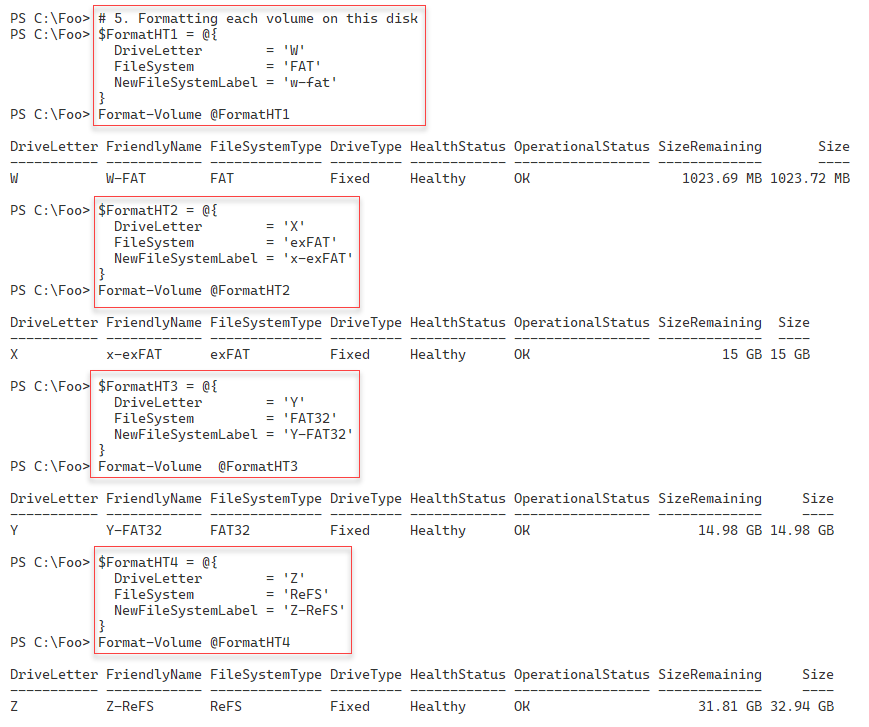 PS C:\Foo> # 5. Formatting each volume on this disk
PS C:\Foo> $FormatHT1 = @{
  DriveLetter        = 'W'
  FileSystem         = 'FAT'
  NewFileSystemLabel = 'w-fat'
}
PS C:\Foo> Format-Volume @FormatHT1
DriveLetter FriendlyName FileSystemType DriveType HealthStatus OperationalStatus SizeRemaining       Size
----------- ------------ -------------- --------- ------------ ----------------- -------------       ----
W           W-FAT        FAT            Fixed     Healthy      OK                   1023.69 MB 1023.72 MB
PS C:\Foo> $FormatHT2 = @{
  DriveLetter        = 'X'
  FileSystem         = 'exFAT'
  NewFileSystemLabel = 'x-exFAT'
}
PS C:\Foo> Format-Volume @FormatHT2
DriveLetter FriendlyName FileSystemType DriveType HealthStatus OperationalStatus SizeRemaining  Size
----------- ------------ -------------- --------- ------------ ----------------- -------------  ----
X           x-exFAT      exFAT          Fixed     Healthy      OK                        15 GB 15 GB
PS C:\Foo> $FormatHT3 = @{
  DriveLetter        = 'Y'
  FileSystem         = 'FAT32'
  NewFileSystemLabel = 'Y-FAT32'
}
PS C:\Foo> Format-Volume  @FormatHT3
DriveLetter FriendlyName FileSystemType DriveType HealthStatus OperationalStatus SizeRemaining     Size
----------- ------------ -------------- --------- ------------ ----------------- -------------     ----
Y           Y-FAT32      FAT32          Fixed     Healthy      OK                     14.98 GB 14.98 GB
PS C:\Foo> $FormatHT4 = @{
  DriveLetter        = 'Z'
  FileSystem         = 'ReFS'
  NewFileSystemLabel = 'Z-ReFS'
}
PS C:\Foo> Format-Volume @FormatHT4
DriveLetter FriendlyName FileSystemType DriveType HealthStatus OperationalStatus SizeRemaining     Size
----------- ------------ -------------- --------- ------------ ----------------- -------------     ----
Z           Z-ReFS       ReFS           Fixed     Healthy      OK                     31.81 GB 32.94 GB